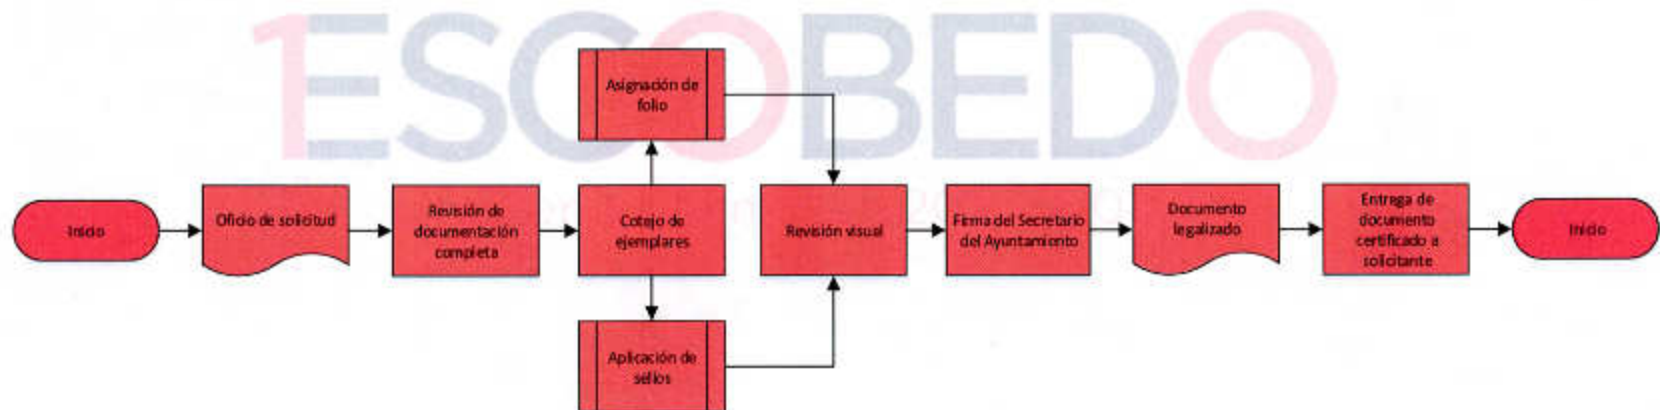 1ESCOBEDO
Asignación de
folio
Inicio
Oficio de solicitud
Revisión de
documentación
completa
Cotejo de
ejemplares
Revisión visual
Firma del Secretario
del Ayuntamiento
Documento
legalizado
Entrega de
documento
certificado a
solicitante
Inicio
Aplicación de
sellos